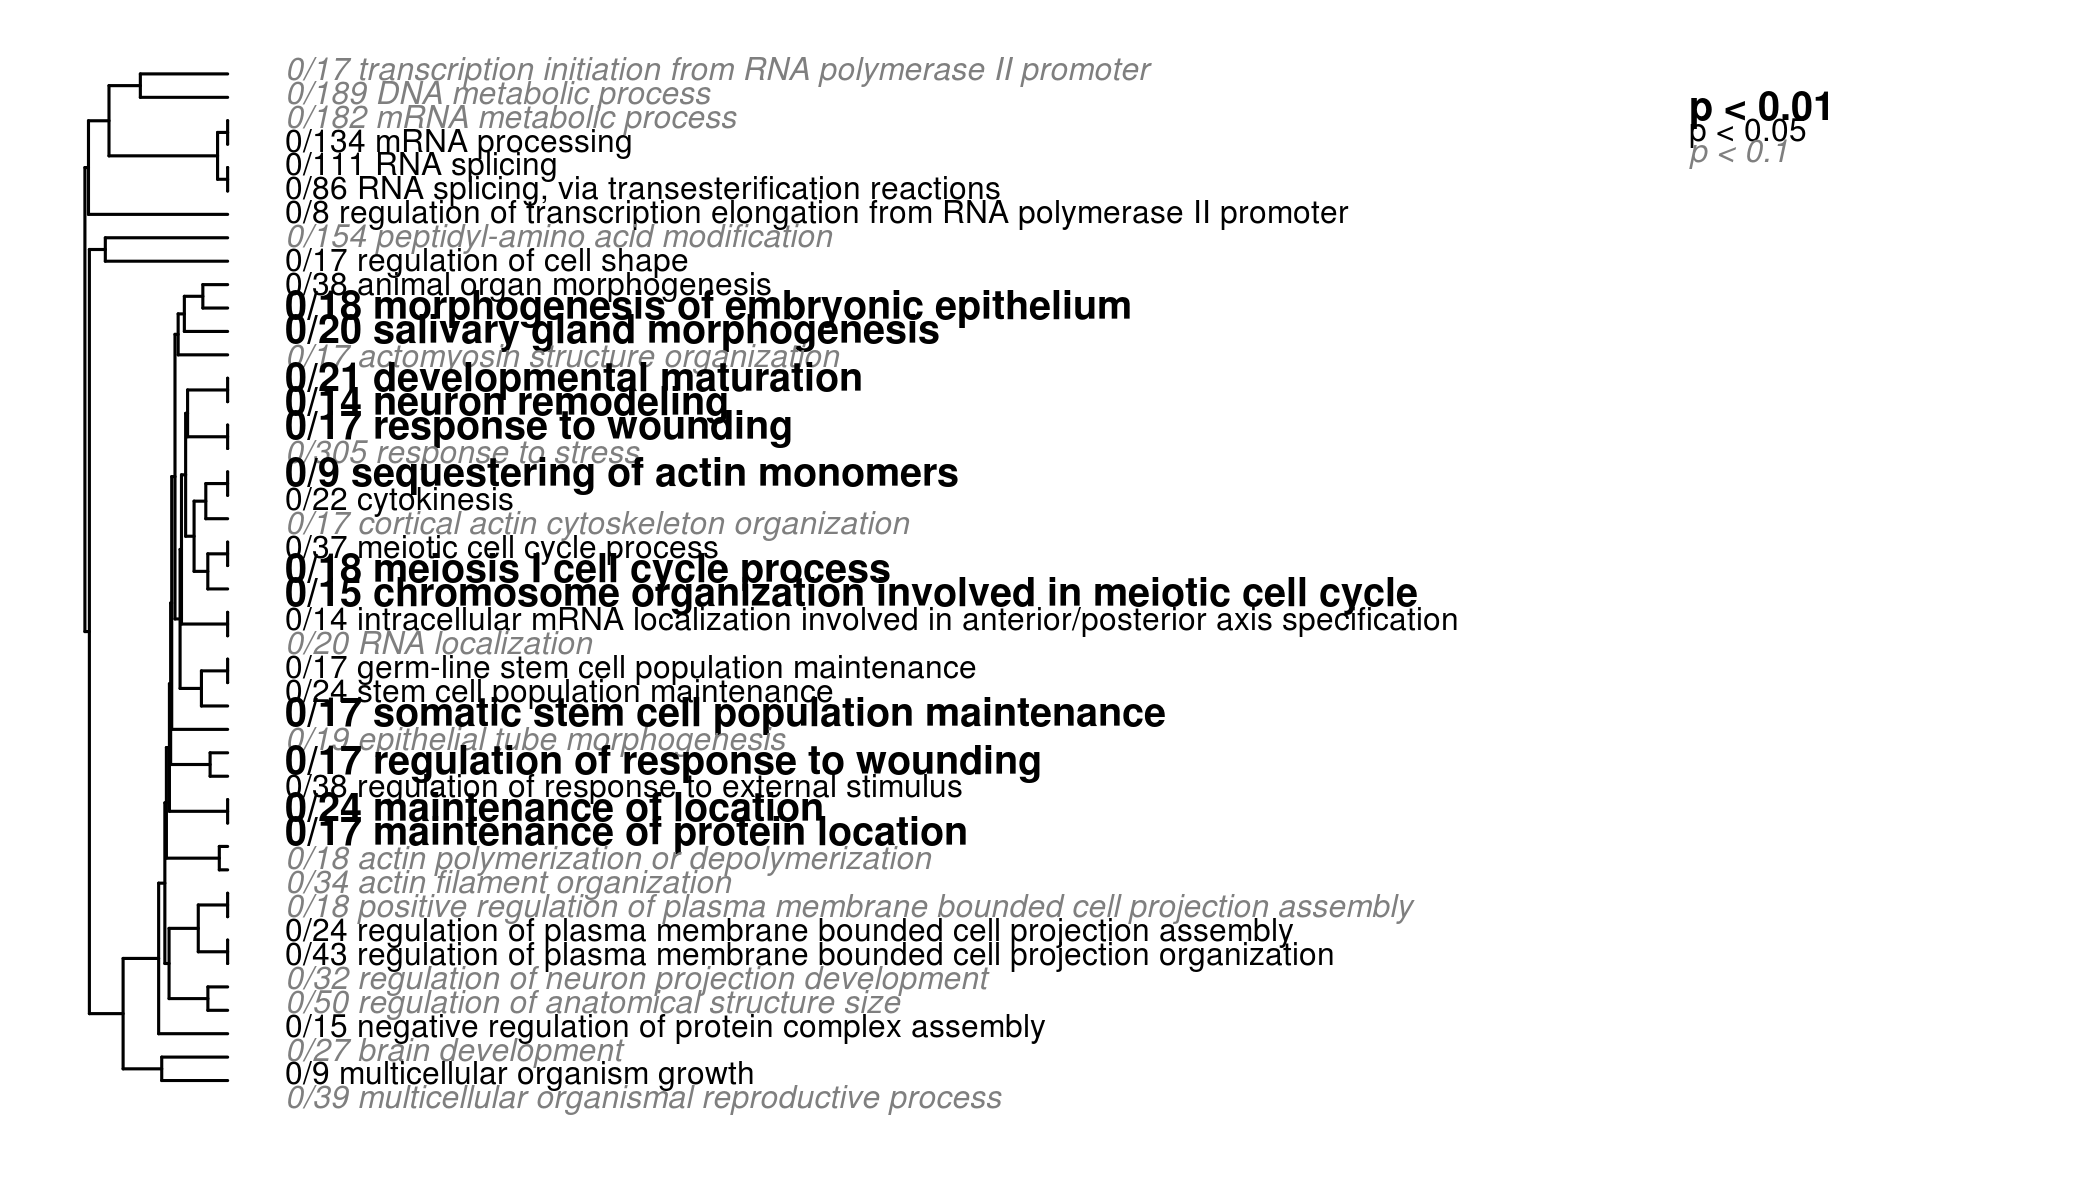 0/17 transcription initiation from RNA polymerase II promoter
0/189 DNA metabolic process
0/182 mRNA metabolic process
0/134 mRNA processing
0/111 RNA splicing
0/86 RNA splicing, via transesterification reactions
0/8 regulation of transcription elongation from RNA polymerase II promoter
0/154 peptidyl-amino acid modification
0/17 regulation of cell shape
0/38 animal organ morphogenesis
0/18 morphogenesis of embryonic epithelium
0/20 salivary gland morphogenesis
0/17 actomyosin structure organization
0/21 developmental maturation
0/14 neuron remodeling
0/17 response to wounding
0/305 response to stress
0/9 sequestering of actin monomers
0/22 cytokinesis
0/17 cortical actin cytoskeleton organization
0/37 meiotic cell cycle process
0/18 meiosis I cell cycle process
0/15 chromosome organization involved in meiotic cell cycle
0/14 intracellular mRNA localization involved in anterior/posterior axis specification
0/20 RNA localization
0/17 germ-line stem cell population maintenance
0/24 stem cell population maintenance
0/17 somatic stem cell population maintenance
0/19 epithelial tube morphogenesis
0/17 regulation of response to wounding
0/38 regulation of response to external stimulus
0/24 maintenance of location
0/17 maintenance of protein location
0/18 actin polymerization or depolymerization
0/34 actin filament organization
0/18 positive regulation of plasma membrane bounded cell projection assembly
0/24 regulation of plasma membrane bounded cell projection assembly
0/43 regulation of plasma membrane bounded cell projection organization
0/32 regulation of neuron projection development
0/50 regulation of anatomical structure size
0/15 negative regulation of protein complex assembly
0/27 brain development
0/9 multicellular organism growth
0/39 multicellular organismal reproductive process
p < 0.01
p < 0.05
p < 0.1